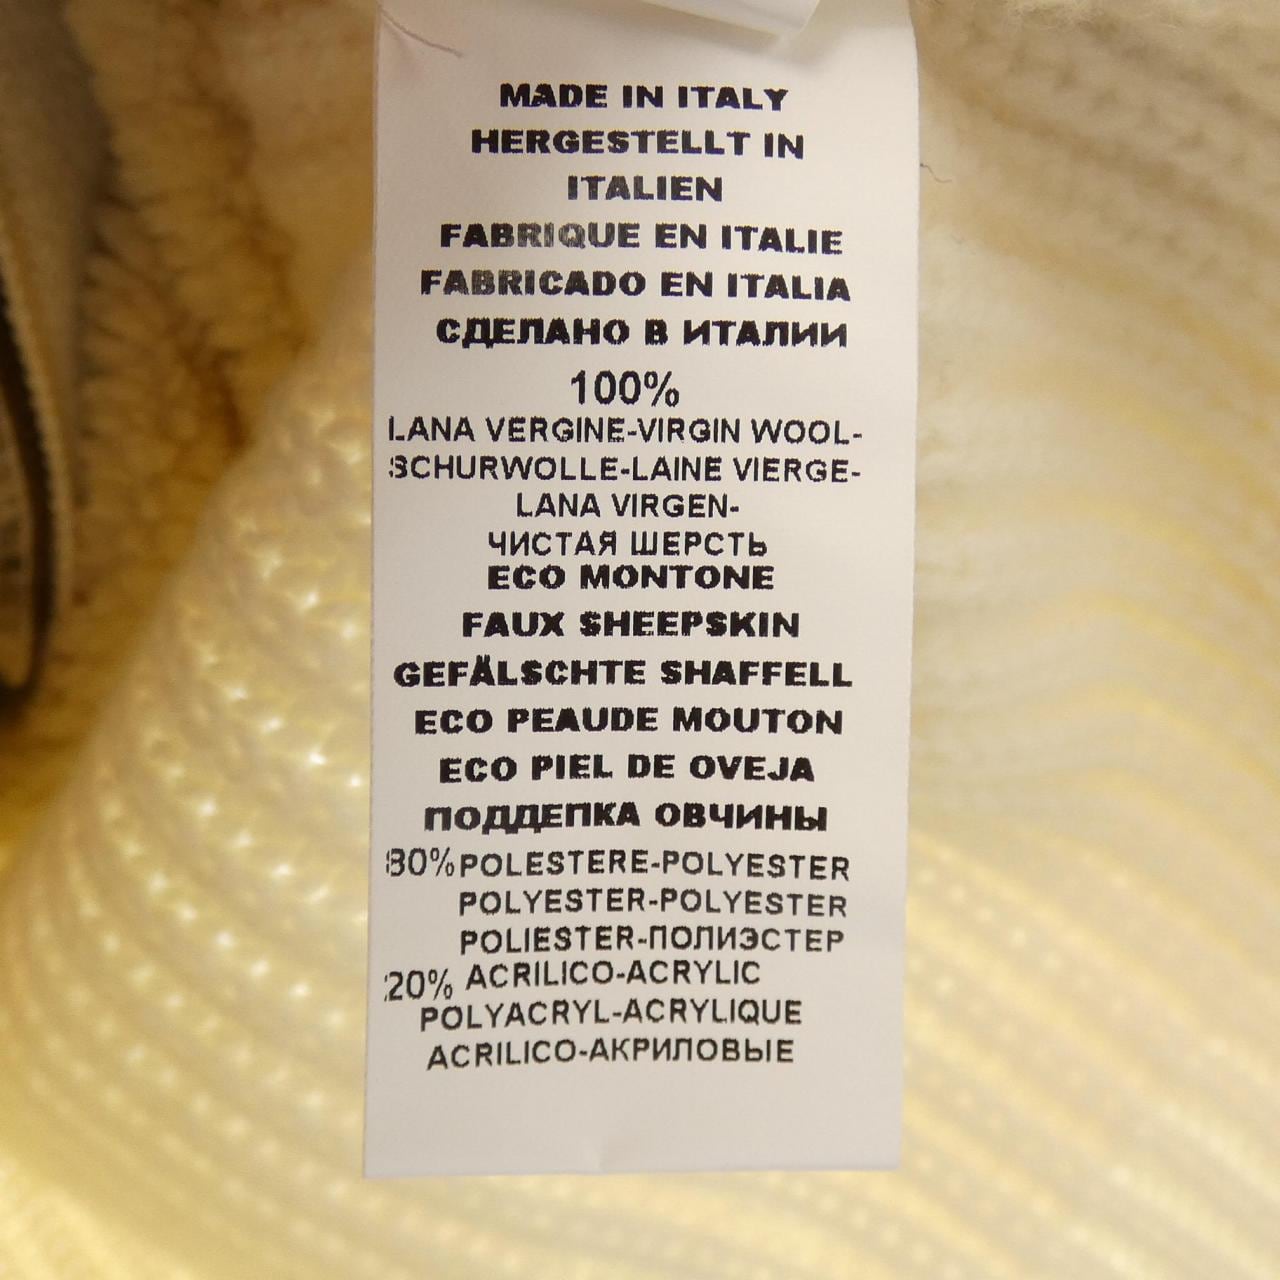 MADE IN ITALY
HERGESTELLT IN
ITALIEN
FABRIQUE EN ITALIE
FABRICADO EN ITALIA
СДЕЛАНО В ИТАЛИИ
100%
LANA VERGINE-VIRGIN WOOL-
SCHURWOLLE-LAINE VIERGE-
LANA VIRGEN-
ЧИСТАЯ ШЕРСТЬ
ECO MONTONE
FAUX SHEEPSKIN
GEFÄLSCHTE SHAFFELL
ECO PEAUDE MOUTON
ECO PIEL DE OVEJA
ПОДДЕПКА ОВЧИНЫ
80% POLESTERE-POLYESTER
POLYESTER-POLYESTER
POLIESTER-ПОЛИЭСТЕР
20% ACRILICO-ACRYLIC
POLYACRYL-ACRYLIQUE
ACRILICO-АКРИЛОВЫЕ